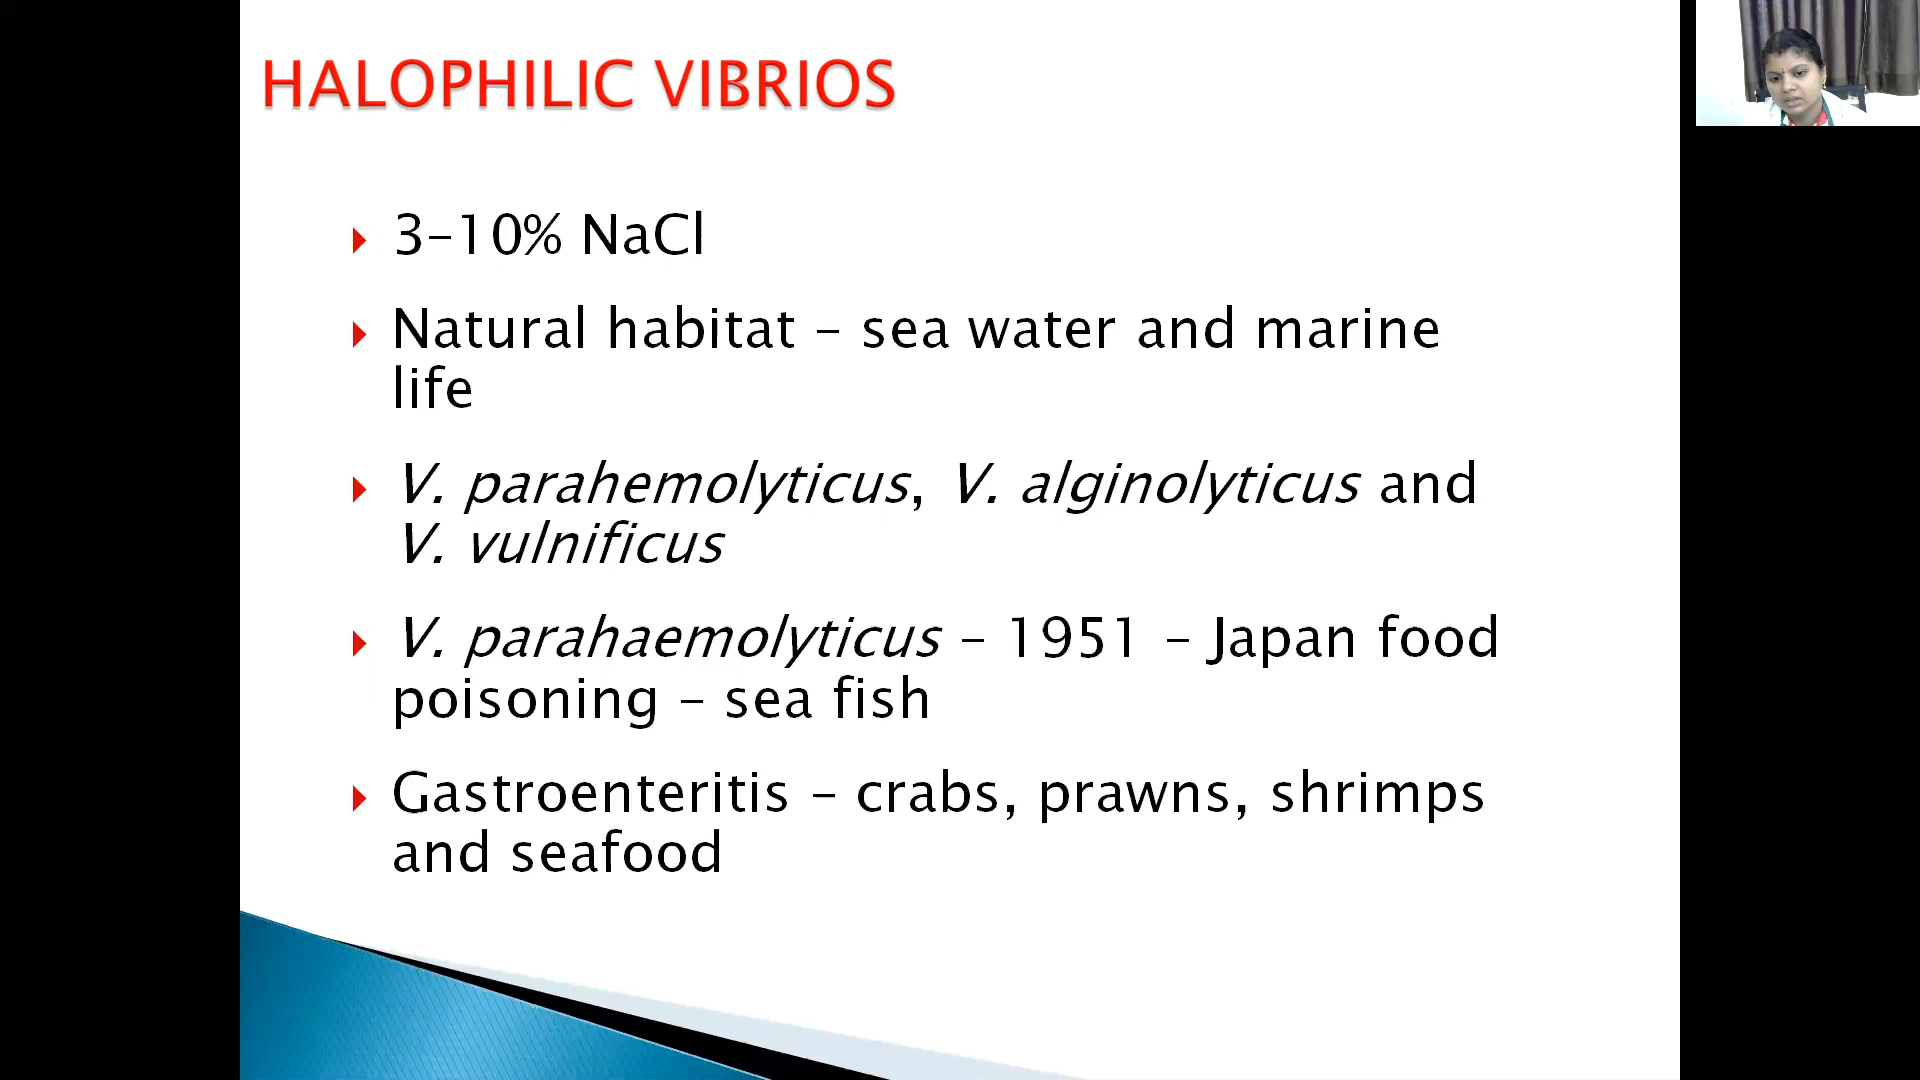 HALOPHILIC VIBRIOS
3-10% NaCl
Natural habitat – sea water and marine
life
V. parahemolyticus, V. alginolyticus and
V. vulnificus
V. parahaemolyticus – 1951 – Japan food
poisoning – sea fish
Gastroenteritis – crabs, prawns, shrimps
and seafood